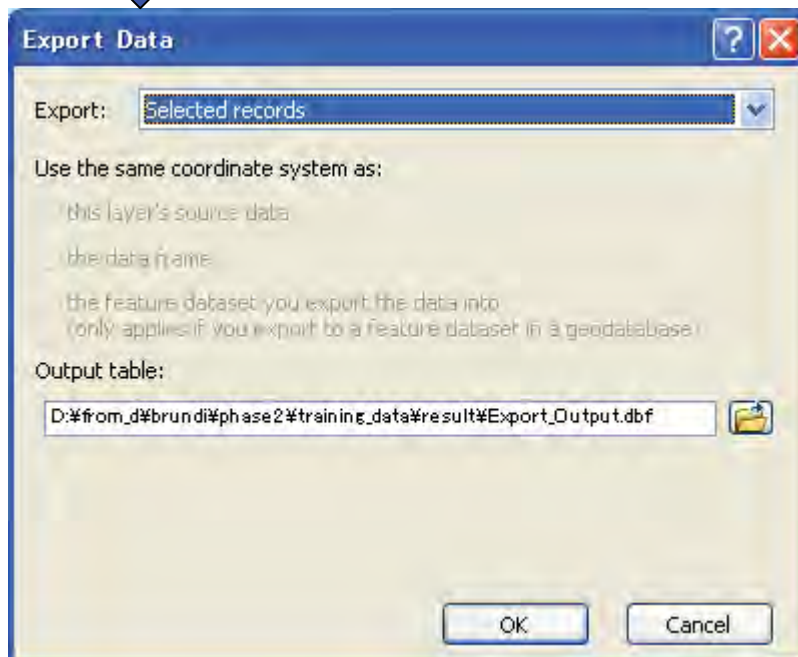 Export Data
Export: Selected records
Use the same coordinate system as:
this layer's source data
the data frame
the feature dataset you export the data into
(only applies if you export to a feature dataset in a geodatabase)
Output table:
D:¥from_d¥brundi¥phase2¥training_data¥result¥Export_Output.dbf
OK Cancel